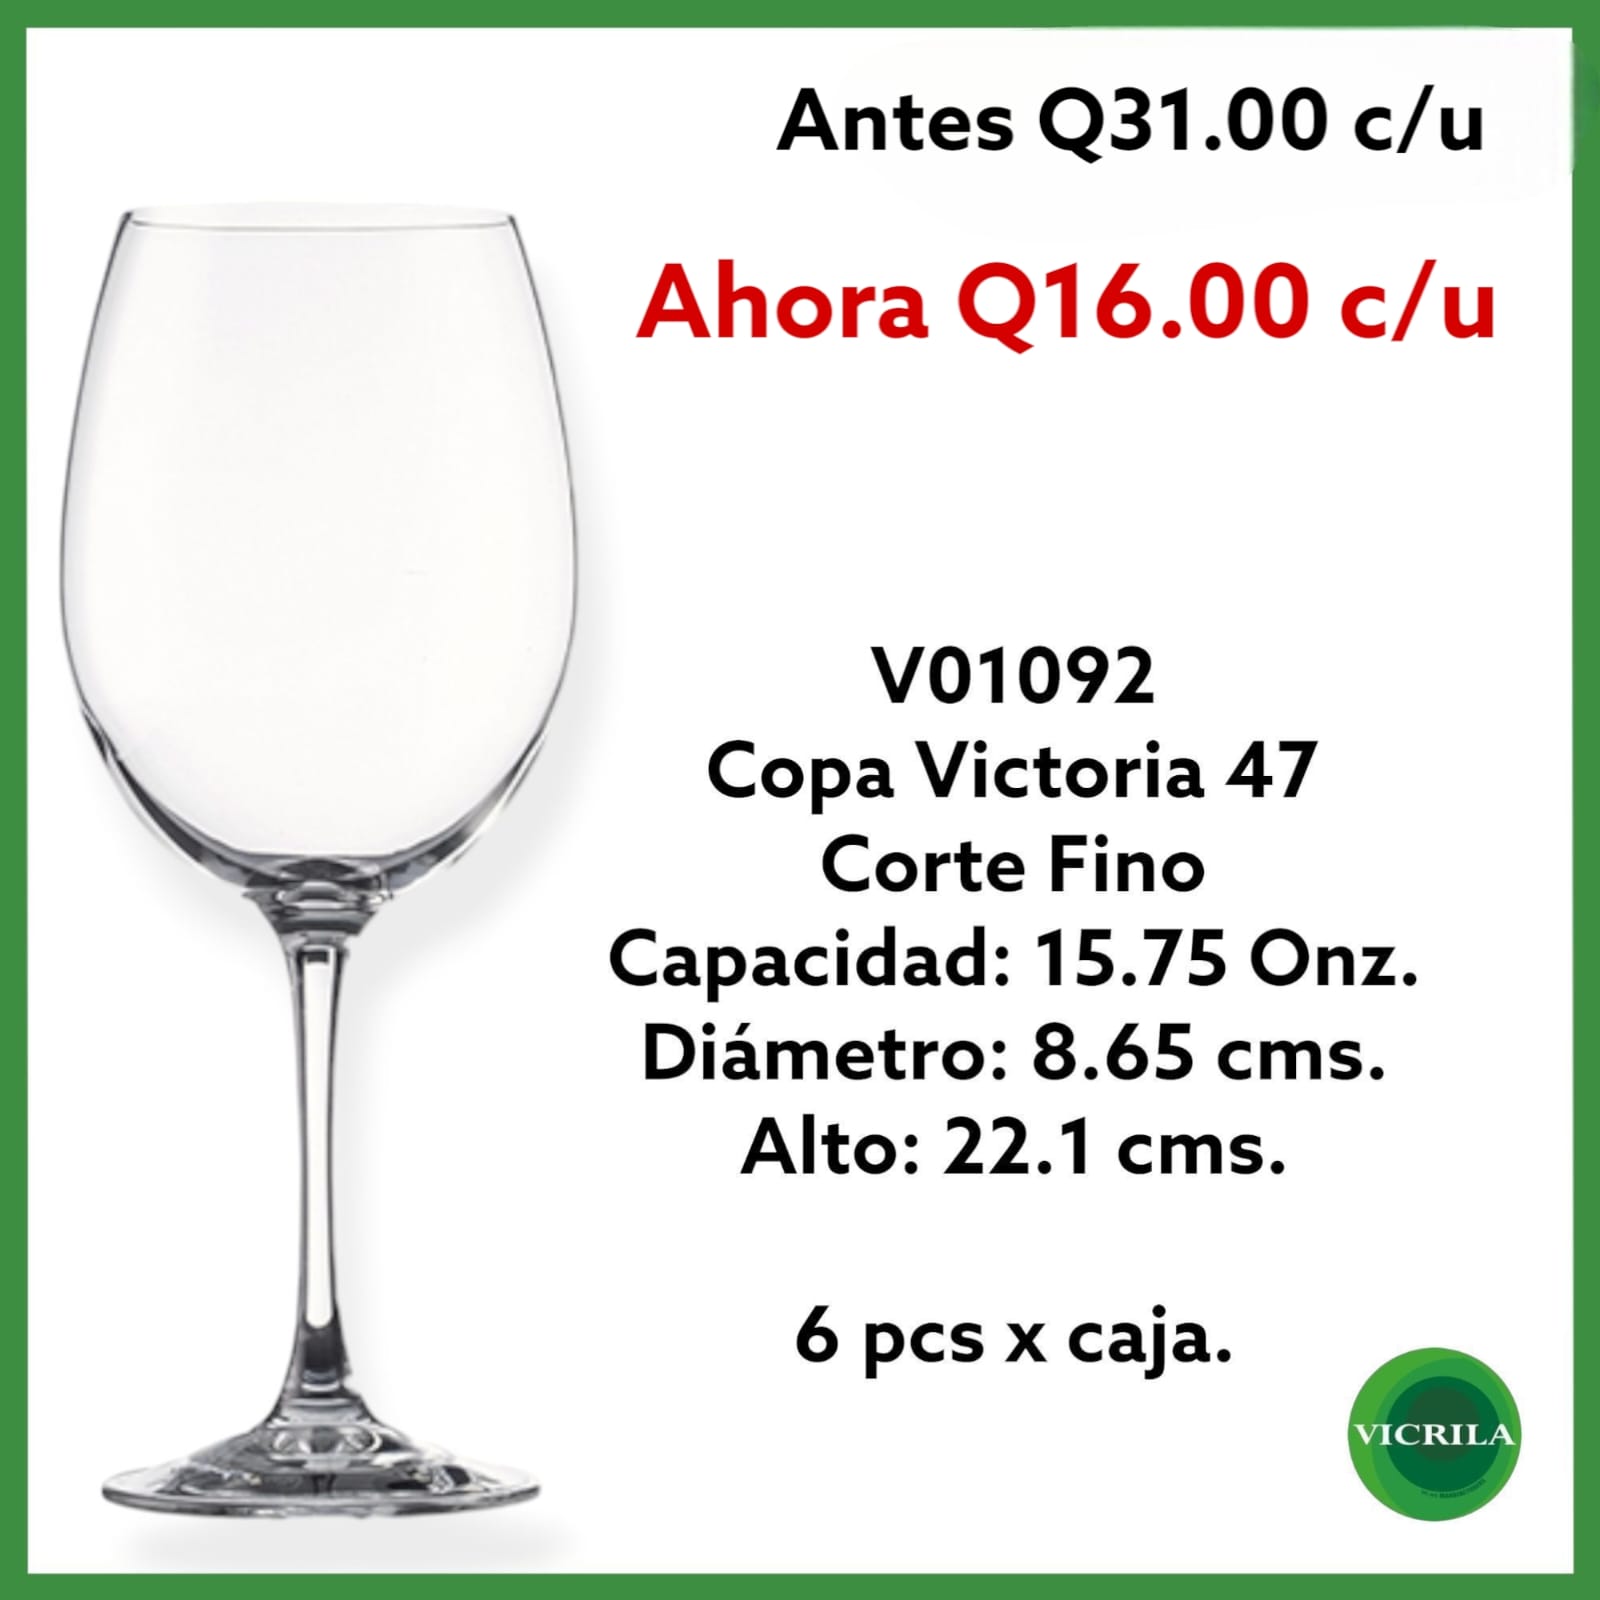 Antes Q31.00 c/u
Ahora Q16.00 c/u
V01092
Copa Victoria 47
Corte Fino
Capacidad: 15.75 Onz.
Diámetro: 8.65 cms.
Alto: 22.1 cms.
6 pcs x caja.
VICRILA